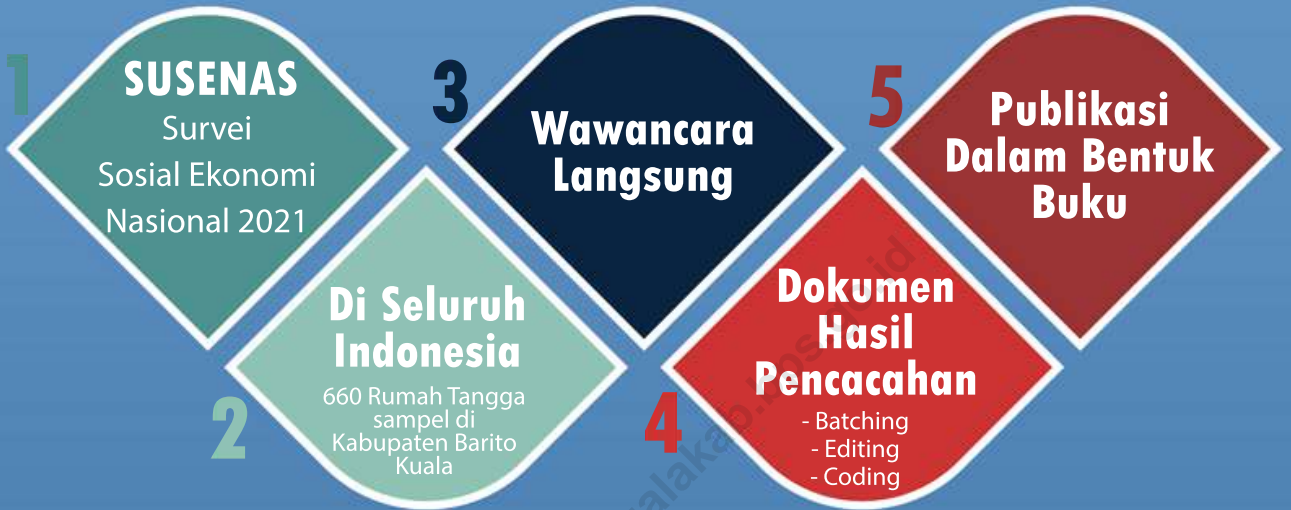 1
SUSENAS
Survei
Sosial Ekonomi
Nasional 2021
2
Di Seluruh
Indonesia
660 Rumah Tangga
sampel di
Kabupaten Barito
Kuala
3
Wawancara
Langsung
4
Dokumen
Hasil
Pencacahan
- Batching
- Editing
- Coding
5
Publikasi
Dalam Bentuk
Buku